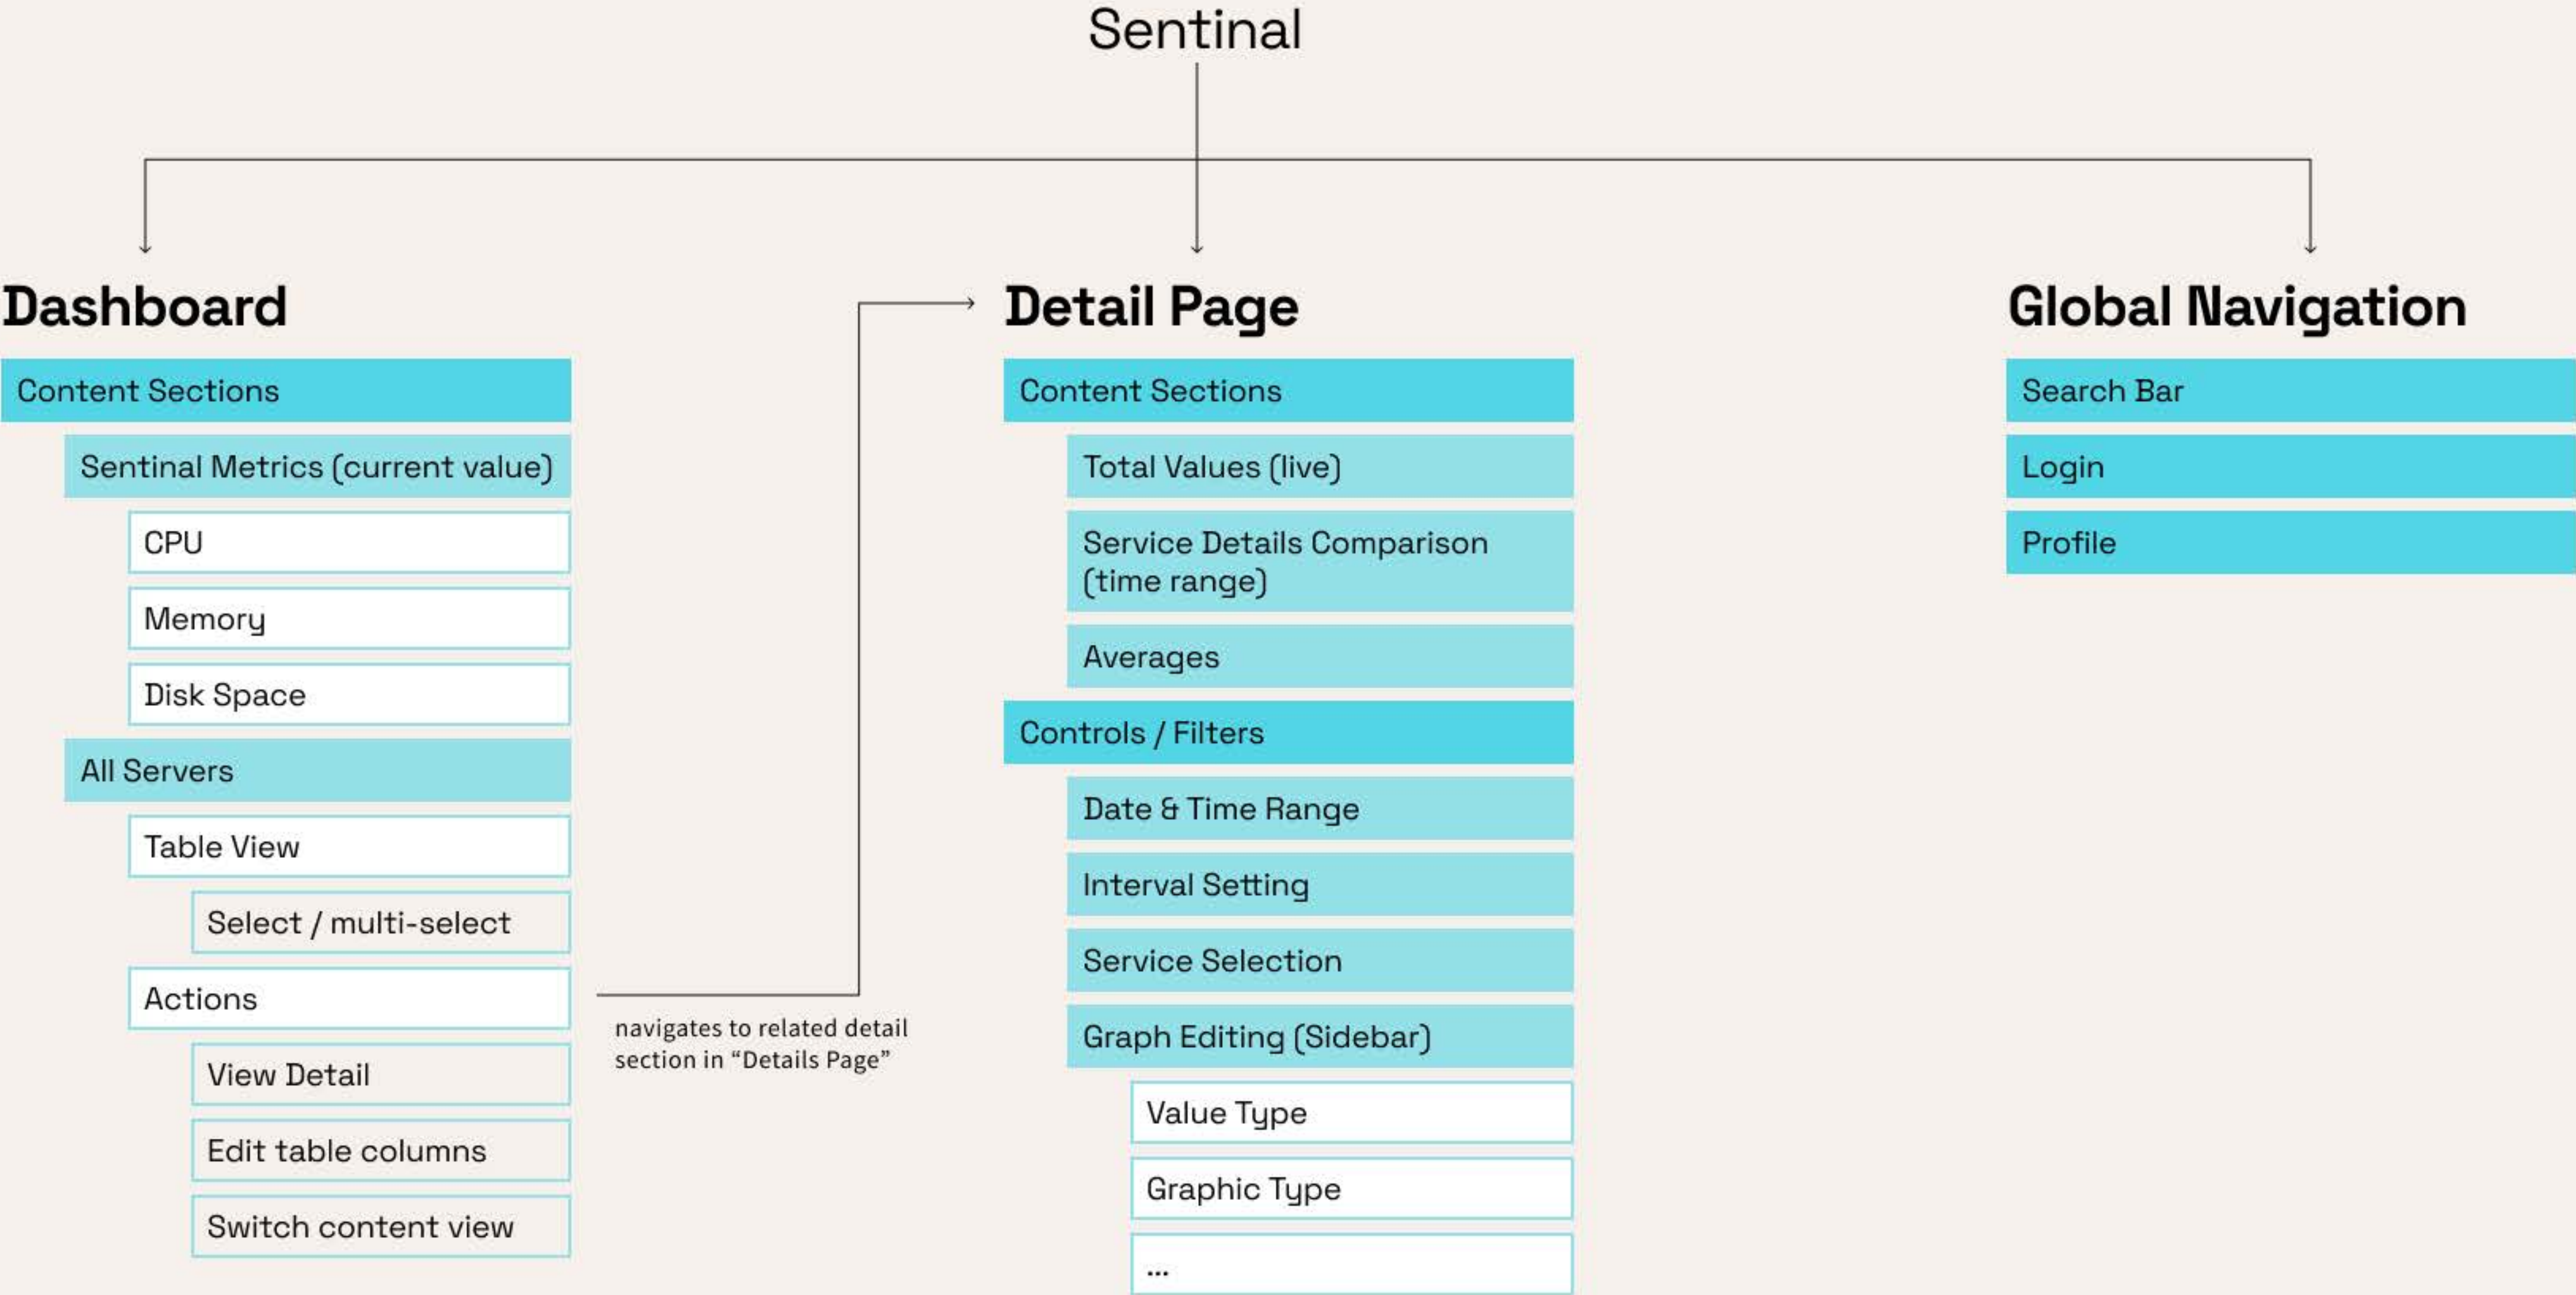 Sentinal
Dashboard
Content Sections
Sentinal Metrics (current value)
CPU
Memory
Disk Space
All Servers
Table View
Select / multi-select
Actions
View Detail
Edit table columns
Switch content view
navigates to related detail
section in “Details Page”
Detail Page
Content Sections
Total Values (live)
Service Details Comparison
(time range)
Averages
Controls / Filters
Date & Time Range
Interval Setting
Service Selection
Graph Editing (Sidebar)
Value Type
Graphic Type
...
Global Navigation
Search Bar
Login
Profile